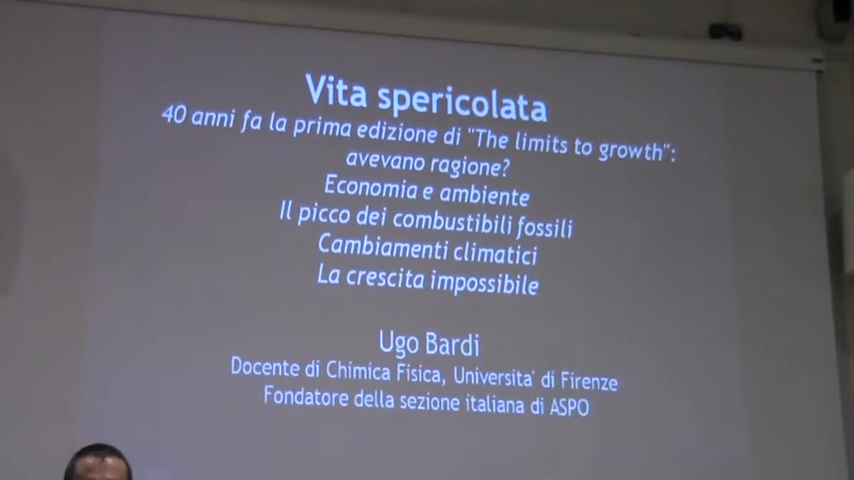 Vita spericolata
40 anni fa la prima edizione di "The limits to growth":
avevano ragione?
Economia e ambiente
Il picco dei combustibili fossili
Cambiamenti climatici
La crescita impossibile
Ugo Bardi
Docente di Chimica Fisica, Universita' di Firenze
Fondatore della sezione italiana di ASPO